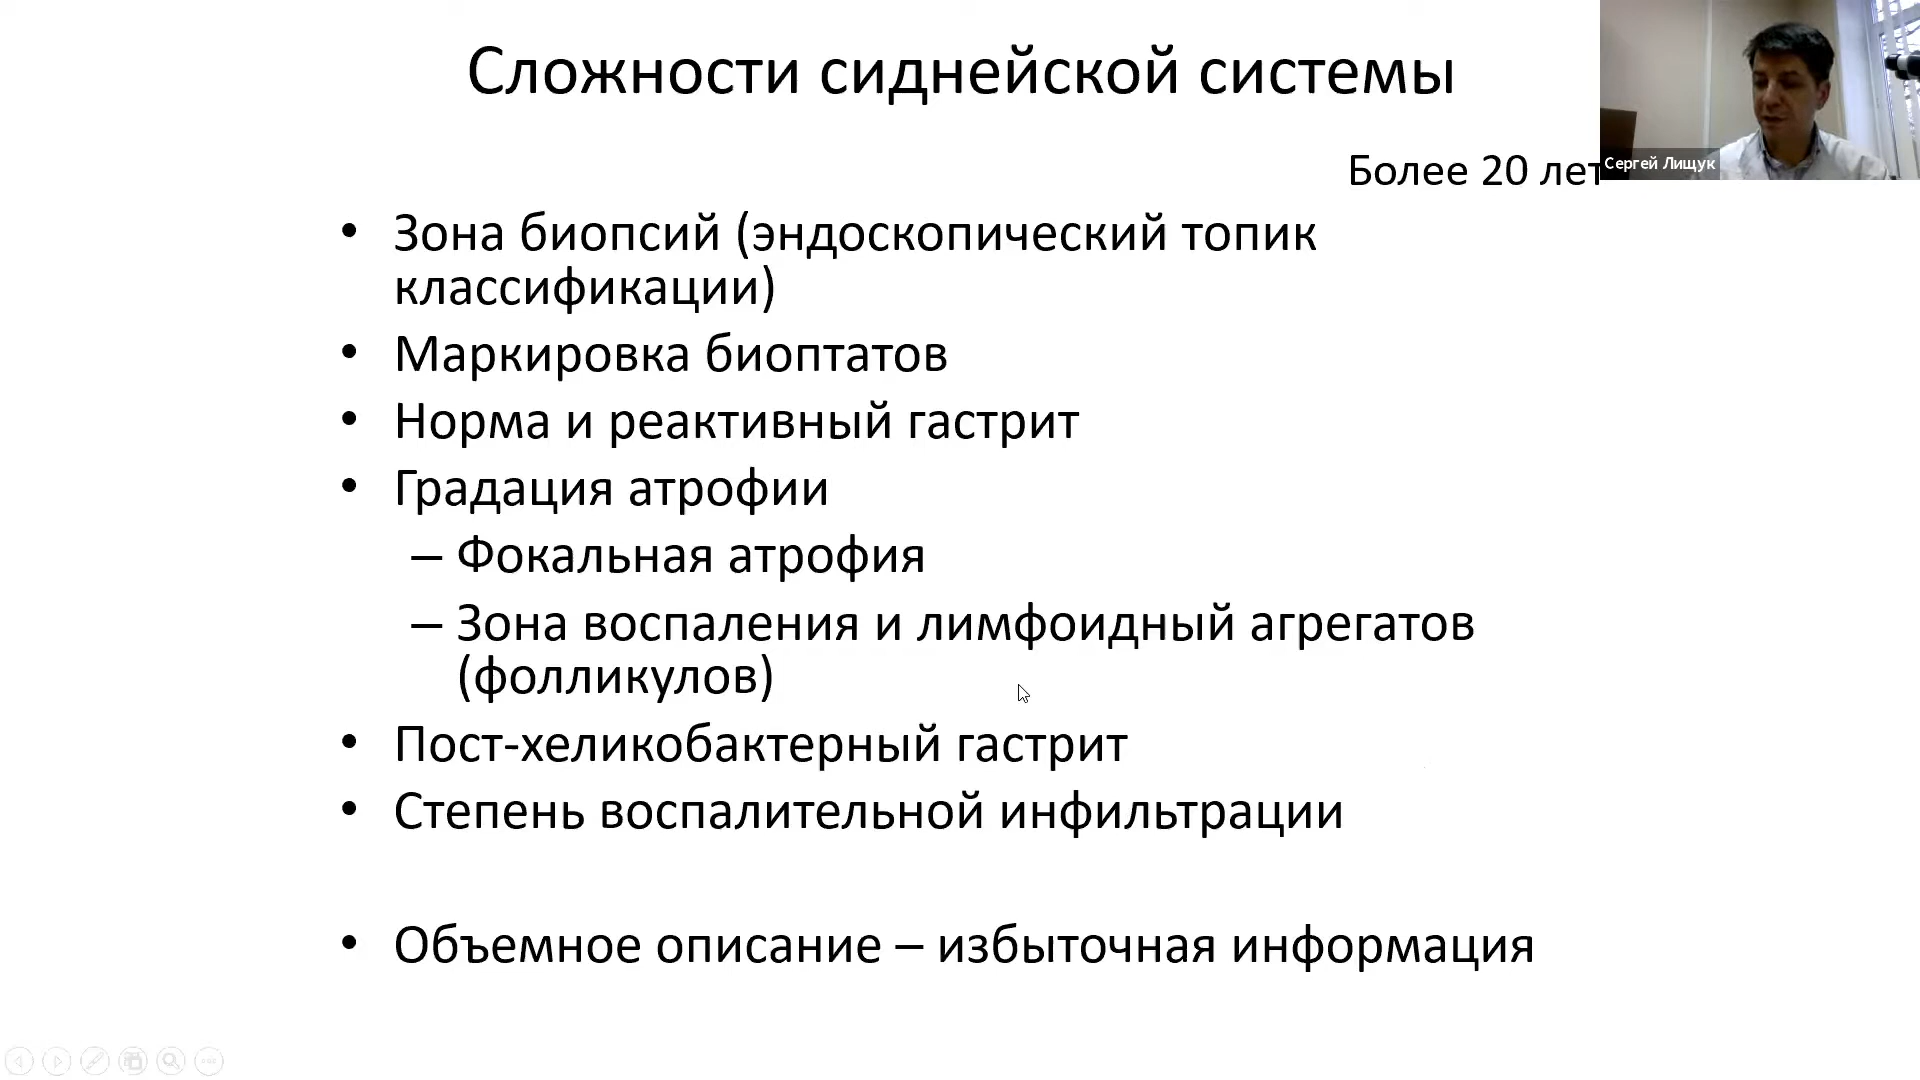 Сложности сиднейской системы
Более 20 лет
Сергей Лищук
• Зона биопсий (эндоскопический топик
классификации)
• Маркировка биоптатов
• Норма и реактивный гастрит
• Градация атрофии
– Фокальная атрофия
– Зона воспаления и лимфоидный агрегатов
(фолликулов)
• Пост-хеликобактерный гастрит
• Степень воспалительной инфильтрации
• Объемное описание – избыточная информация